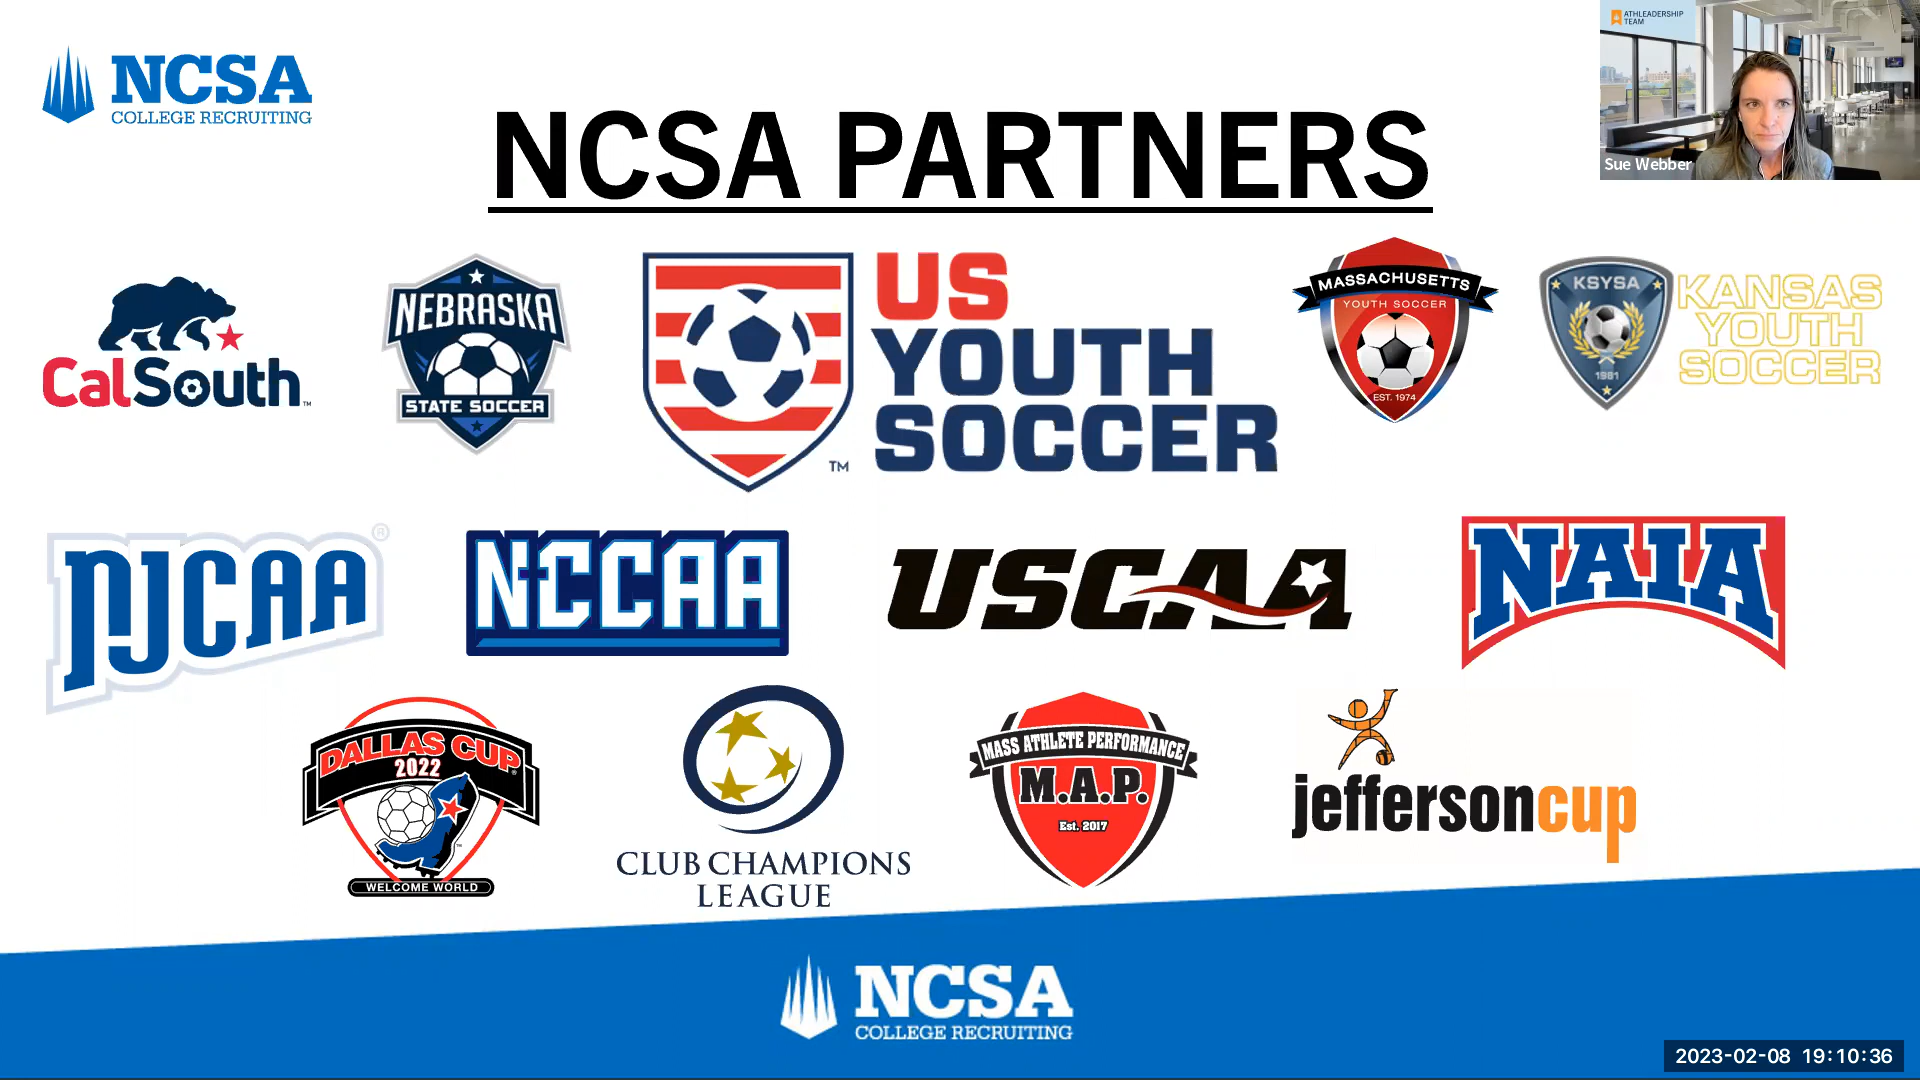 NCSA
COLLEGE RECRUITING
NCSA PARTNERS
ATHLEADERSHIP
TEAM
Sue Webber
CalSouth™
NEBRASKA
STATE SOCCER
TM
US
YOUTH
SOCCER
MASSACHUSETTS
YOUTH SOCCER
EST. 1974
KSYSA
1981
KANSAS
YOUTH
SOCCER
NJCAA®
NCCAA
USCAA
NAIA
DALLAS CUP®
2022
WELCOME WORLD
CLUB CHAMPIONS
LEAGUE
MASS ATHLETE PERFORMANCE
M.A.P.
Est. 2017
jeffersoncup
NCSA
COLLEGE RECRUITING
2023-02-08 19:10:36